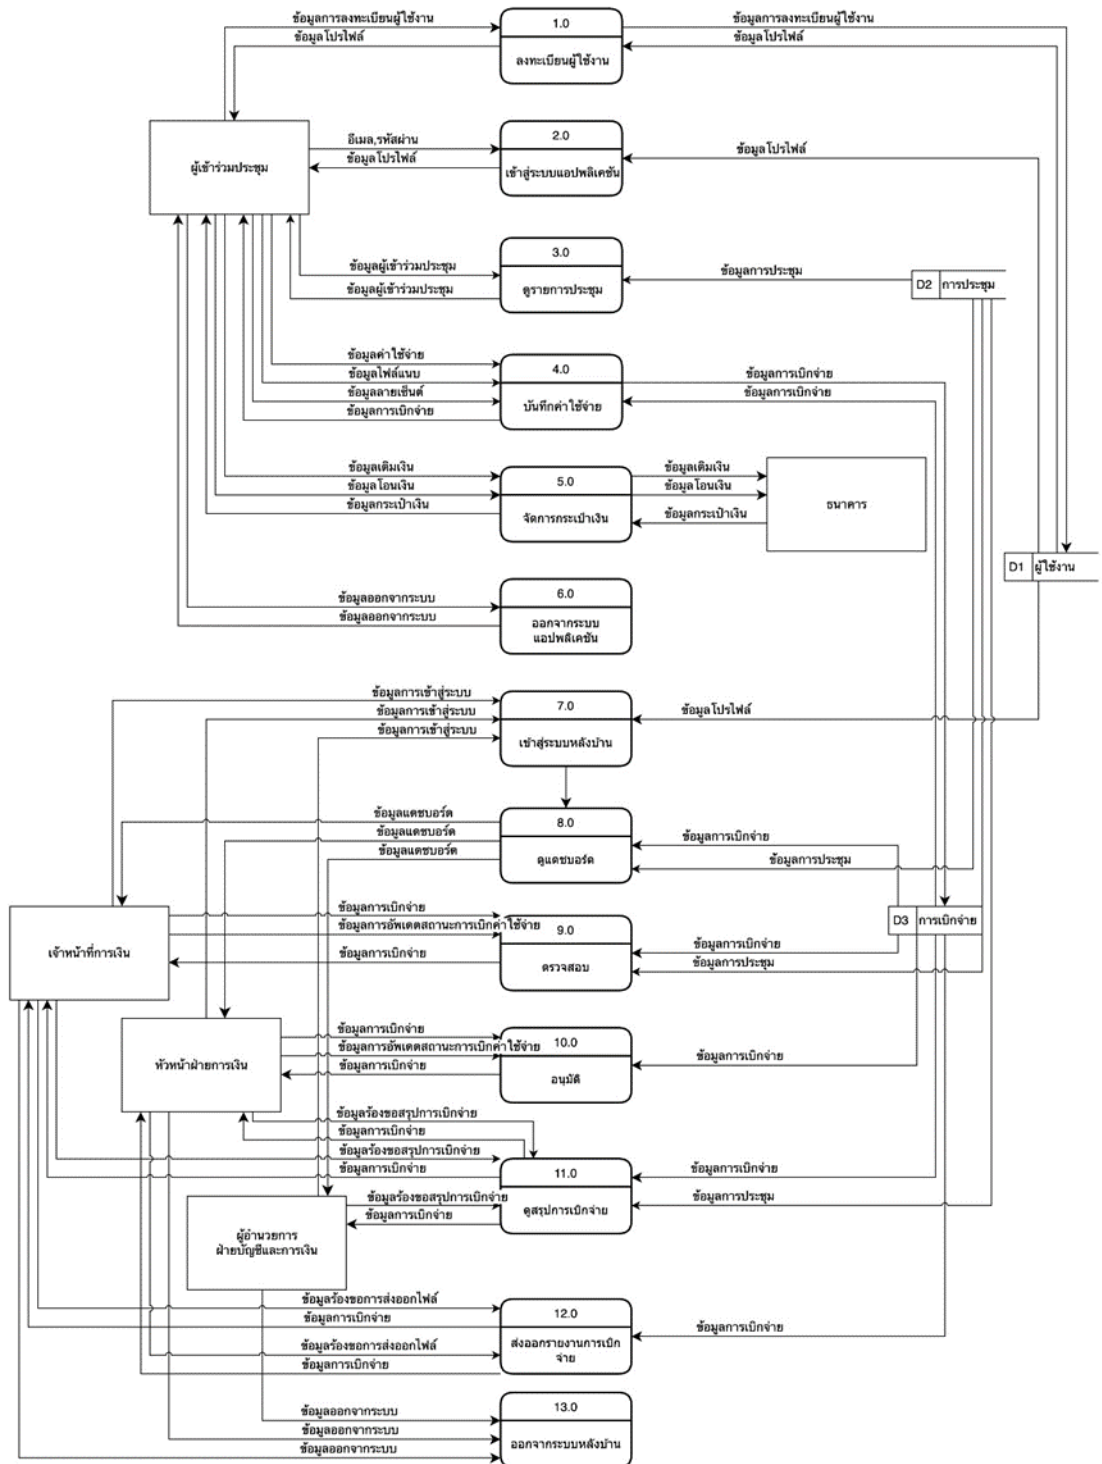 ข้อมูลการลงทะเบียนผู้ใช้งาน
1.0
ข้อมูลการลงทะเบียนผู้ใช้งาน
ข้อมูลโปรไฟล์
ข้อมูลโปรไฟล์
ลงทะเบียนผู้ใช้งาน
ผู้เข้าร่วมประชุม
อีเมล,รหัสผ่าน
2.0
ข้อมูลโปรไฟล์
ข้อมูลโปรไฟล์
เข้าสู่ระบบแอปพลิเคชัน
3.0
ข้อมูลผู้เข้าร่วมประชุม
ข้อมูลการประชุม
D2 การประชุม
ข้อมูลผู้เข้าร่วมประชุม
ดูรายการประชุม
ข้อมูลค่าใช้จ่าย
4.0
ข้อมูลไฟล์แนบ
ข้อมูลการเบิกจ่าย
ข้อมูลลายเซ็นต์
ข้อมูลการเบิกจ่าย
ข้อมูลการเบิกจ่าย
บันทึกค่าใช้จ่าย
ข้อมูลเติมเงิน
5.0
ข้อมูลเติมเงิน
ข้อมูลโอนเงิน
ข้อมูลโอนเงิน
ข้อมูลกระเป๋าเงิน
จัดการกระเป๋าเงิน
ข้อมูลกระเป๋าเงิน
ธนาคาร
D1 ผู้ใช้งาน
6.0
ข้อมูลออกจากระบบ
ข้อมูลออกจากระบบ
ออกจากระบบ
แอปพลิเคชัน
ข้อมูลการเข้าสู่ระบบ
7.0
ข้อมูลการเข้าสู่ระบบ
ข้อมูลโปรไฟล์
ข้อมูลการเข้าสู่ระบบ
เข้าสู่ระบบหลังบ้าน
ข้อมูลแดชบอร์ด
8.0
ข้อมูลแดชบอร์ด
ข้อมูลการเบิกจ่าย
ข้อมูลแดชบอร์ด
ดูแดชบอร์ด
ข้อมูลการประชุม
เจ้าหน้าที่การเงิน
ข้อมูลการเบิกจ่าย
D3 การเบิกจ่าย
ข้อมูลการอัพเดตสถานะการเบิกค่าใช้จ่าย
9.0
ข้อมูลการเบิกจ่าย
ข้อมูลการเบิกจ่าย
ตรวจสอบ
ข้อมูลการประชุม
หัวหน้าฝ่ายการเงิน
ข้อมูลการเบิกจ่าย
10.0
ข้อมูลการอัพเดตสถานะการเบิกค่าใช้จ่าย
ข้อมูลการเบิกจ่าย
ข้อมูลการเบิกจ่าย
อนุมัติ
ข้อมูลร้องขอสรุปการเบิกจ่าย
ข้อมูลการเบิกจ่าย
ข้อมูลร้องขอสรุปการเบิกจ่าย
ข้อมูลการเบิกจ่าย
11.0
ข้อมูลการเบิกจ่าย
ข้อมูลร้องขอสรุปการเบิกจ่าย
ข้อมูลการประชุม
ข้อมูลการเบิกจ่าย
ดูสรุปการเบิกจ่าย
ผู้อำนวยการ
ฝ่ายบัญชีและการเงิน
ข้อมูลร้องขอการส่งออกไฟล์
12.0
ข้อมูลการเบิกจ่าย
ข้อมูลการเบิกจ่าย
ข้อมูลร้องขอการส่งออกไฟล์
ส่งออกรายงานการเบิก
จ่าย
ข้อมูลการเบิกจ่าย
13.0
ข้อมูลออกจากระบบ
ข้อมูลออกจากระบบ
ข้อมูลออกจากระบบ
ออกจากระบบหลังบ้าน